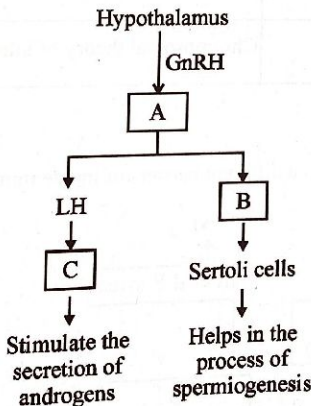 Hypothalamus
GnRH
A
LH
B
C
Sertoli cells
Stimulate the
secretion of
androgens
Helps in the
process of
spermiogenesis